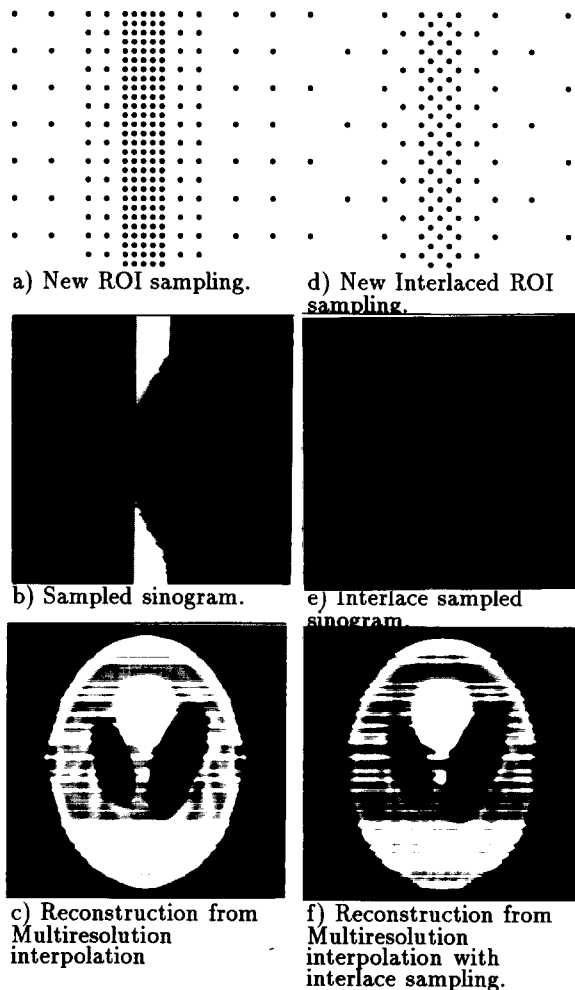 a) New ROI sampling.
d) New Interlaced ROI
sampling.
b) Sampled sinogram.
e) Interlace sampled
sinogram.
c) Reconstruction from
Multiresolution
interpolation
f) Reconstruction from
Multiresolution
interpolation with
interlace sampling.